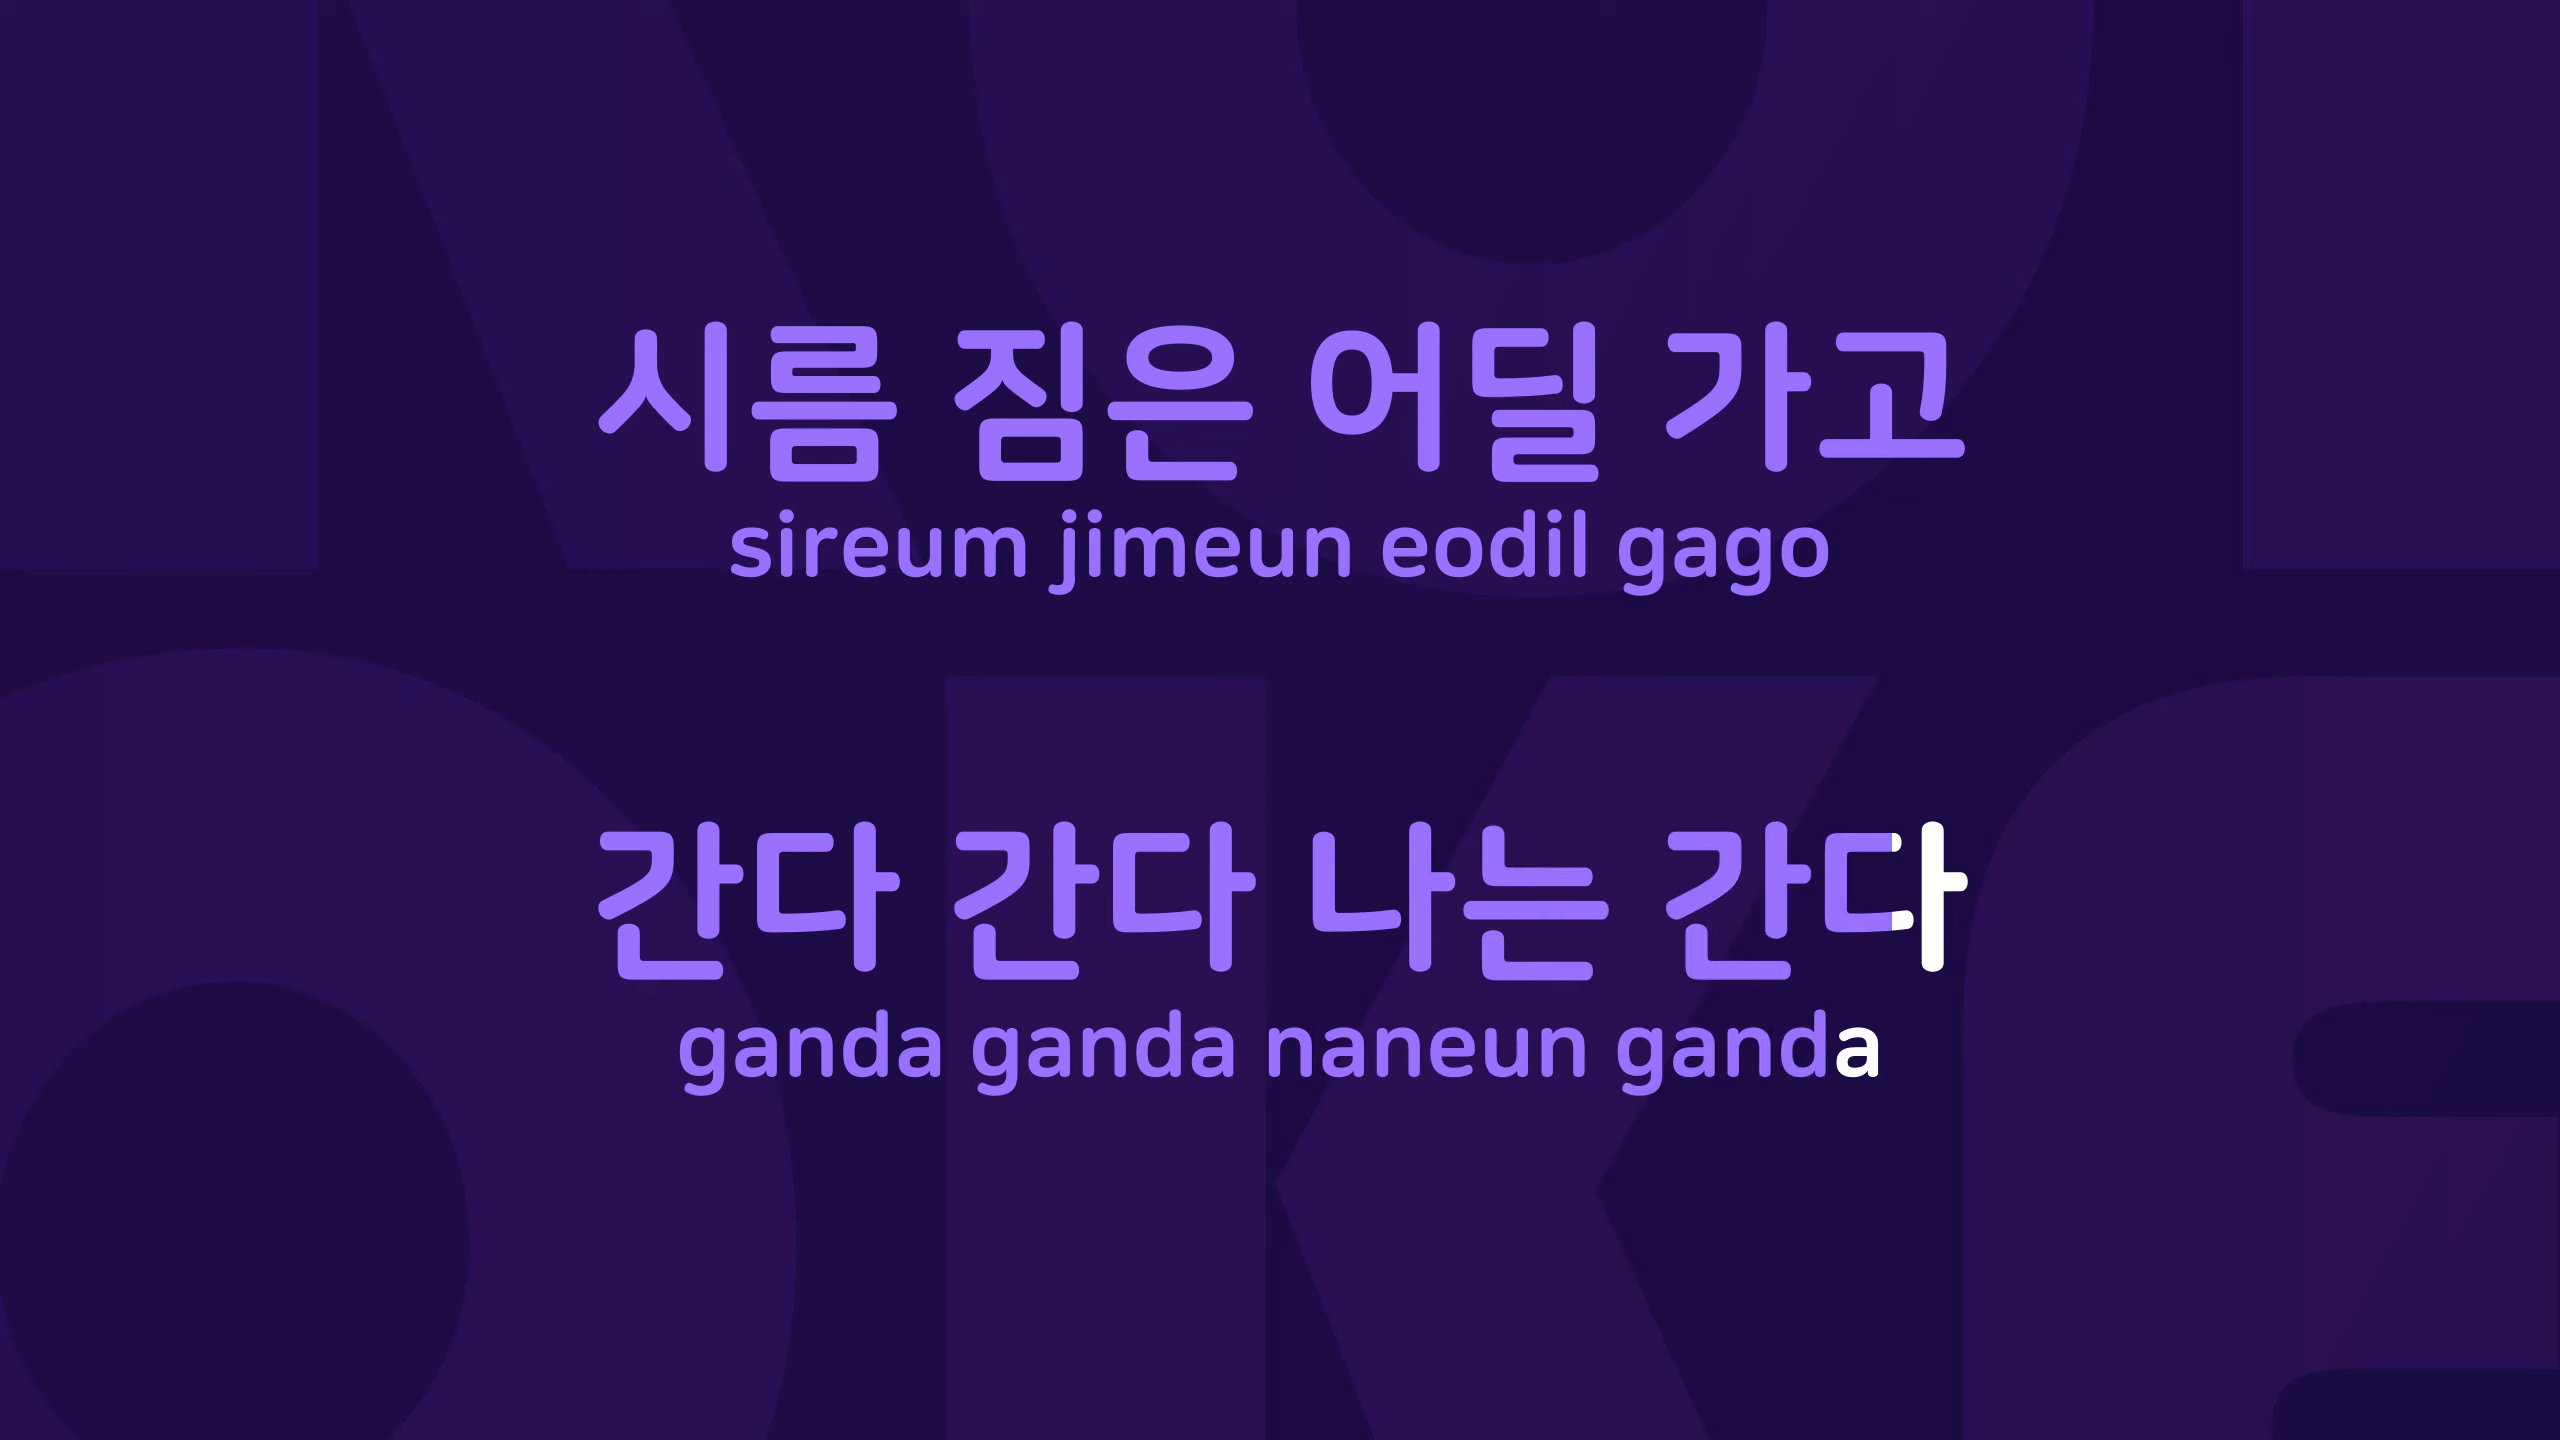 시름 짐은 어딜 가고
sireum jimeun eodil gago
간다 간다 나는 간다
ganda ganda naneun ganda